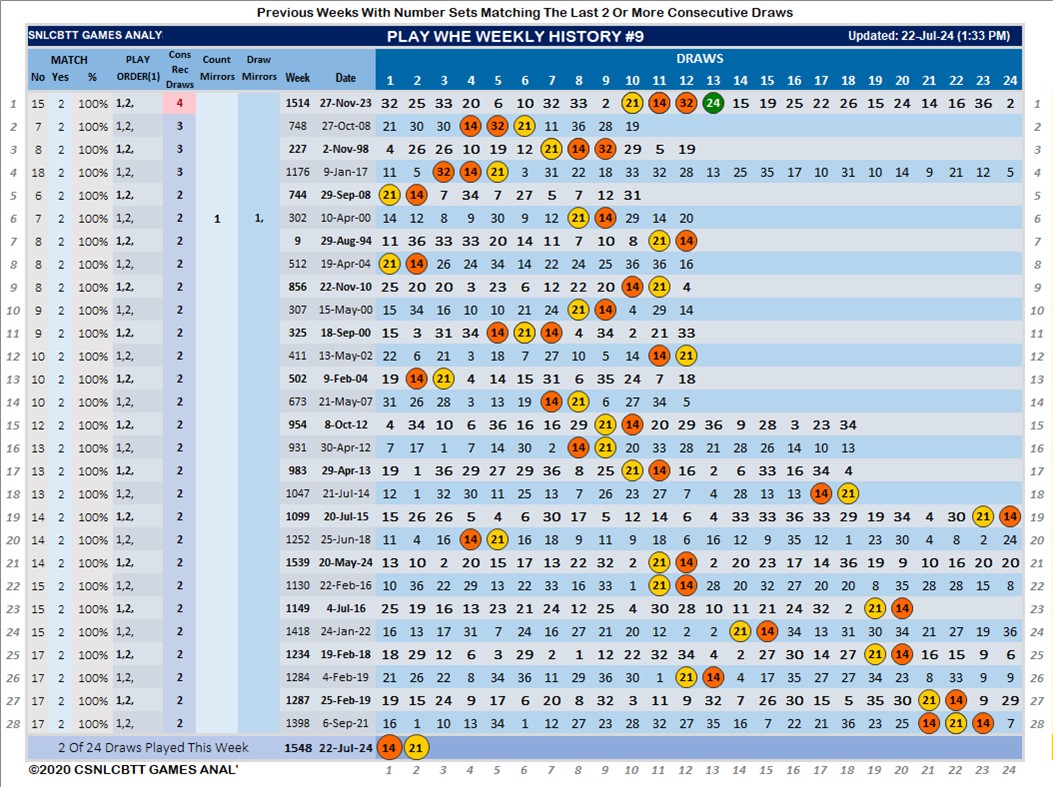 Previous Weeks With Number Sets Matching The Last 2 Or More Consecutive Draws
SNLCBTT GAMES ANALY PLAY WHE WEEKLY HISTORY #9 Updated: 22-Jul-24 (1:33 PM)
MATCH PLAY Cons Count Draw DRAWS
No Yes % ORDER(1) Rec Draws Mirrors Mirrors Week Date 1 2 3 4 5 6 7 8 9 10 11 12 13 14 15 16 17 18 19 20 21 22 23 24
1 15 2 100% 1,2, 4 1514 27-Nov-23 32 25 33 20 6 10 32 33 2 21 14 32 24 15 19 25 22 26 15 24 14 16 36 2 1
2 7 2 100% 1,2, 3 748 27-Oct-08 21 30 30 14 32 21 11 36 28 19 2
3 8 2 100% 1,2, 3 227 2-Nov-98 4 26 26 10 19 12 21 14 32 29 5 19 3
4 18 2 100% 1,2, 3 1176 9-Jan-17 11 5 32 14 21 3 31 22 18 33 32 28 13 25 35 17 10 31 10 14 9 21 12 5 4
5 6 2 100% 1,2, 2 744 29-Sep-08 21 14 7 34 7 27 5 7 12 31 5
6 7 2 100% 1,2, 2 1 1, 302 10-Apr-00 14 12 8 9 30 9 12 21 14 29 14 20 6
7 8 2 100% 1,2, 2 9 29-Aug-94 11 36 33 33 20 14 11 7 10 8 21 14 7
8 8 2 100% 1,2, 2 512 19-Apr-04 21 14 26 24 34 14 22 24 25 36 36 16 8
9 8 2 100% 1,2, 2 856 22-Nov-10 25 20 20 3 23 6 12 22 20 14 21 4 9
10 9 2 100% 1,2, 2 307 15-May-00 15 34 16 10 10 21 24 21 14 4 29 14 10
11 9 2 100% 1,2, 2 325 18-Sep-00 15 3 31 34 14 21 14 4 34 2 21 33 11
12 10 2 100% 1,2, 2 411 13-May-02 22 6 21 3 18 7 27 10 5 14 14 21 12
13 10 2 100% 1,2, 2 502 9-Feb-04 19 14 21 4 14 15 31 6 35 24 7 18 13
14 10 2 100% 1,2, 2 673 21-May-07 31 26 28 3 13 19 14 21 6 27 34 5 14
15 12 2 100% 1,2, 2 954 8-Oct-12 4 34 10 6 36 16 16 29 21 14 20 29 36 9 28 3 23 34 15
16 13 2 100% 1,2, 2 931 30-Apr-12 7 17 1 7 14 30 2 14 21 20 33 28 21 28 16 14 10 13 16
17 13 2 100% 1,2, 2 983 29-Apr-13 19 1 36 29 27 29 36 8 25 21 14 16 2 6 33 16 34 4 17
18 13 2 100% 1,2, 2 1047 21-Jul-14 12 1 32 30 11 25 13 7 26 23 27 7 4 28 13 13 14 21 18
19 14 2 100% 1,2, 2 1099 20-Jul-15 15 26 26 5 4 6 30 17 5 12 14 6 4 33 33 36 33 29 19 34 4 30 21 14 19
20 14 2 100% 1,2, 2 1252 25-Jun-18 11 4 16 14 21 16 18 9 11 9 18 6 16 12 9 35 12 1 23 30 4 8 2 24 20
21 14 2 100% 1,2, 2 1539 20-May-24 13 10 2 20 15 17 13 22 32 2 21 14 2 20 23 17 14 36 19 9 10 16 20 20 21
22 15 2 100% 1,2, 2 1130 22-Feb-16 10 36 22 29 13 22 33 16 33 1 21 14 28 20 32 27 20 20 8 35 28 28 15 8 22
23 15 2 100% 1,2, 2 1149 4-Jul-16 25 19 16 13 23 21 24 12 25 4 30 28 10 11 21 24 32 2 21 20 23
24 15 2 100% 1,2, 2 1418 24-Jan-22 16 13 17 31 7 24 16 27 21 20 12 2 2 21 14 34 13 31 30 34 21 27 19 36 24
25 17 2 100% 1,2, 2 1234 19-Feb-18 18 29 12 6 3 29 2 1 12 22 32 34 4 2 27 30 14 27 21 14 16 15 9 6 25
26 17 2 100% 1,2, 2 1284 4-Feb-19 21 26 22 8 34 36 11 29 36 30 1 21 14 4 17 35 27 27 34 23 8 33 9 9 26
27 17 2 100% 1,2, 2 1287 25-Feb-19 19 15 24 9 17 6 20 8 32 3 11 9 32 7 26 30 15 5 35 30 21 14 9 29 27
28 17 2 100% 1,2, 2 1398 6-Sep-21 16 1 10 13 34 1 12 27 23 28 32 27 35 16 7 22 21 36 23 25 14 21 14 7 28
2 Of 24 Draws Played This Week 1548 22-Jul-24 14 21
©2020 CSNLCBTT GAMES ANAL' 1 2 3 4 5 6 7 8 9 10 11 12 13 14 15 16 17 18 19 20 21 22 23 24